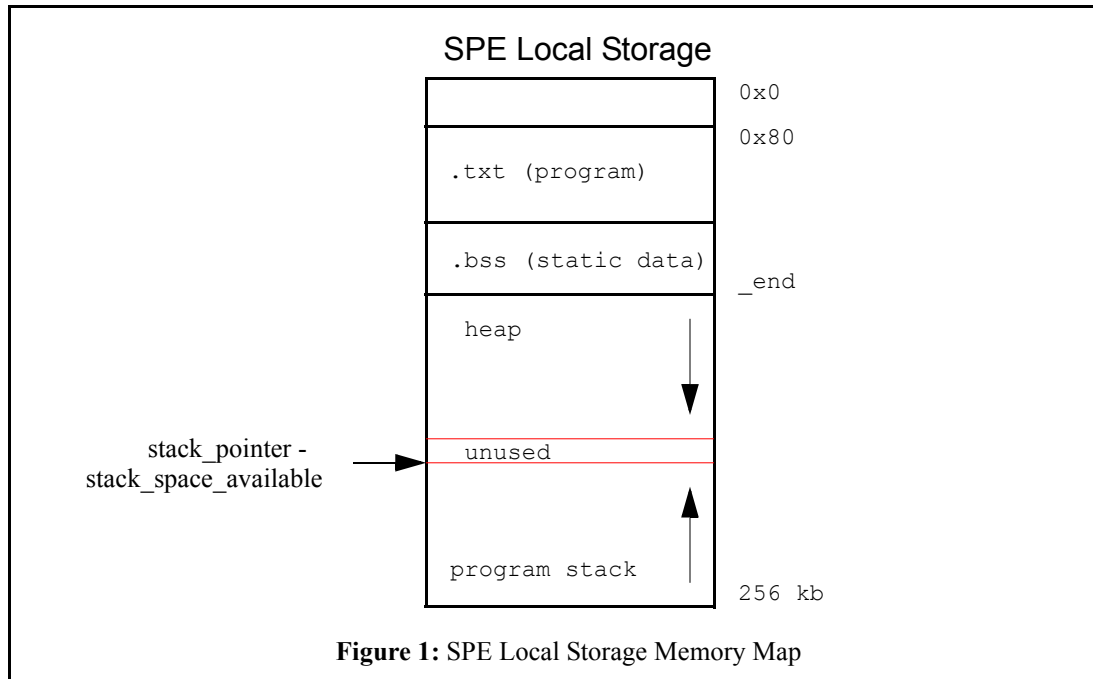 SPE Local Storage
0x0
0x80
.txt (program)
.bss (static data)
_end
heap
unused
stack_pointer -
stack_space_available
program stack
256 kb
Figure 1: SPE Local Storage Memory Map